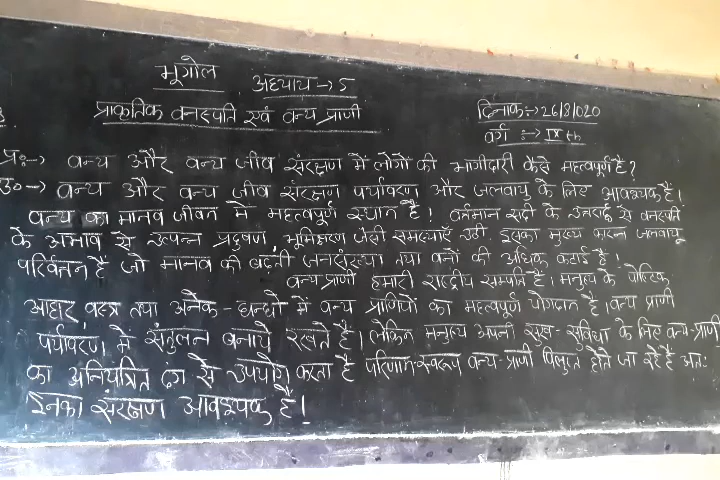 भूगोल अध्याय → 5
प्राकृतिक वनस्पति एवं वन्य प्राणी
दिनांक :→ 26/8/020
वर्ग :→ IX th
प्र:→ वन्य और वन्य जीव संरक्षण में लोगों की भागीदारी कैसे महत्वपूर्ण है?
उ०→ वन्य और वन्य जीव संरक्षण पर्यावरण और जलवायु के लिए आवश्यक है।
वन्य का मानव जीवन में महत्वपूर्ण स्थान है! वर्तमान सदी के उत्तरार्द्ध से वनस्पति
के अभाव से उत्पन्न प्रदूषण, भूमिक्षरण जैसी समस्याएँ उठी. इसका मुख्य कारण जलवायु
परिवर्तन है जो मानव की बढ़ती जनसंख्या तथा वनों की अधिक कटाई है!
वन्य प्राणी हमारी राष्ट्रीय सम्पति है। मनुष्य के पौष्टिक
आहार, वस्त्र तथा अनेक-धन्धों में वन्य प्राणियों का महत्वपूर्ण योगदान है। वन्य प्राणी
पर्यावरण में संतुलन बनाये रखते है। लेकिन मनुष्य अपनी सुख-सुविधा के लिए वन्य-प्राणी
का अनियंत्रित ढंग से उपयोग करता है परिणाम-स्वरूप वन्य-प्राणी विलुप्त होते जा रहे है अतः
इनका संरक्षण आवश्यक है!